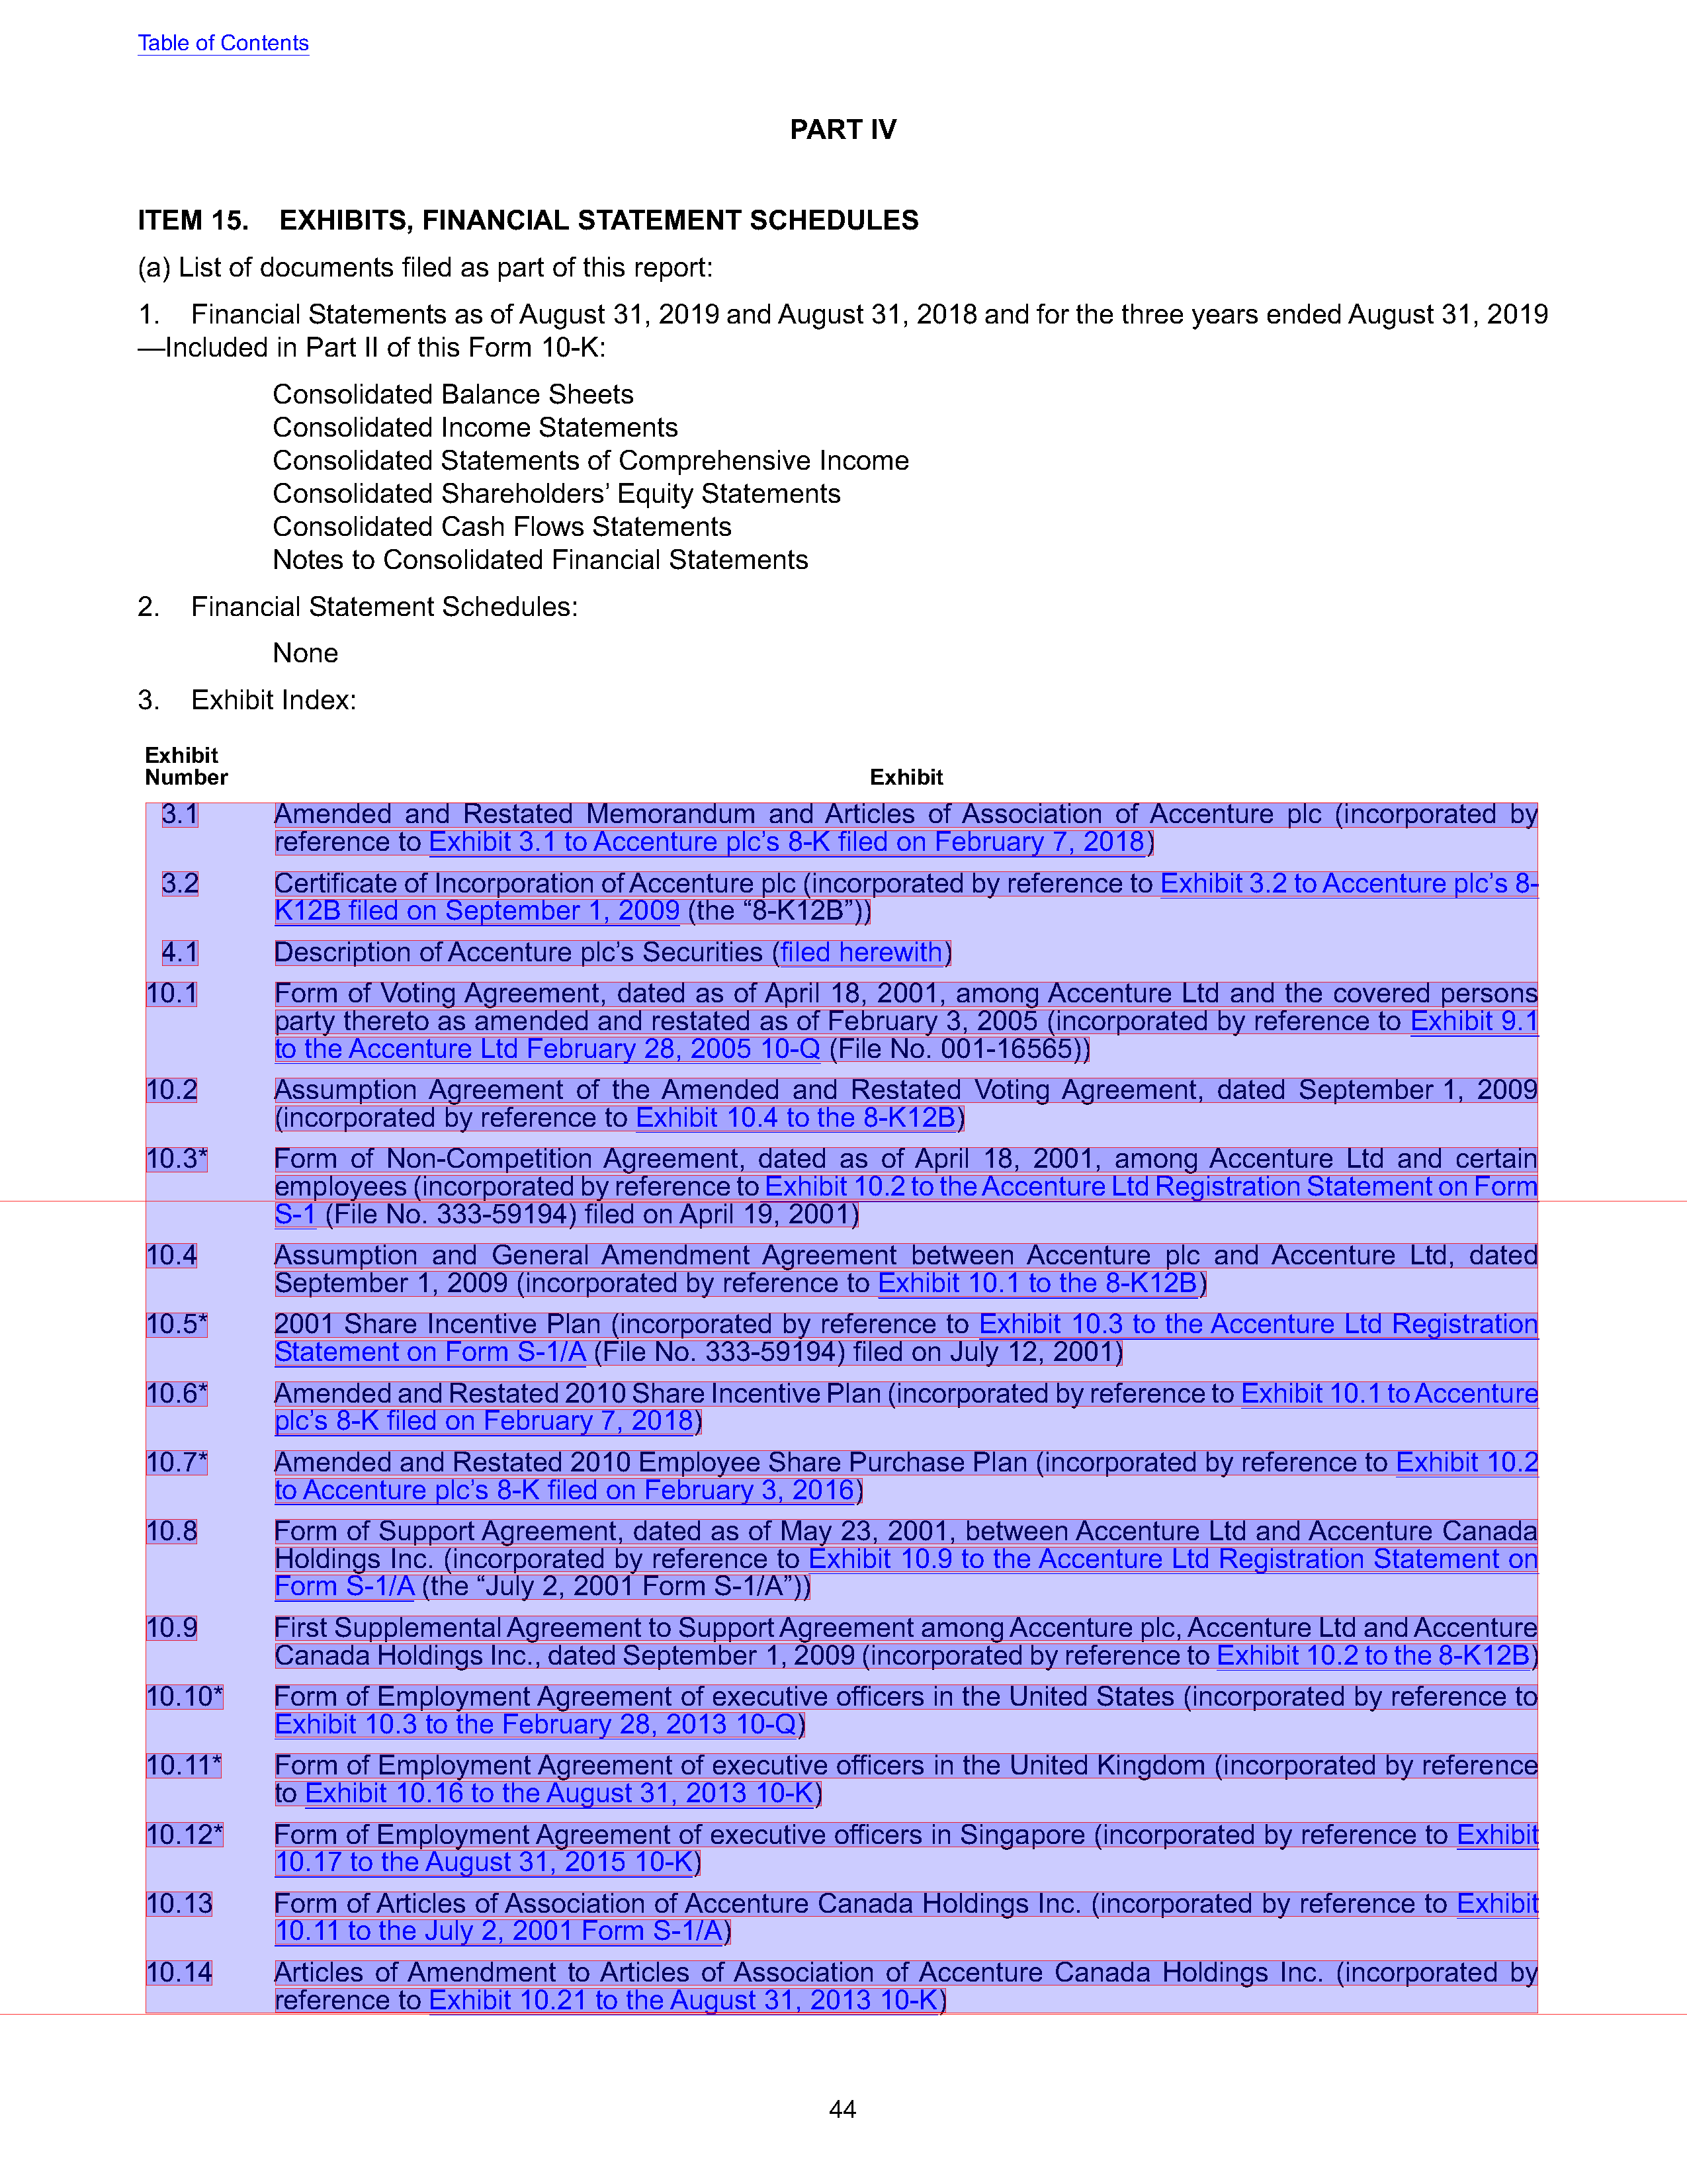 Table of Contents
PART IV
ITEM 15. EXHIBITS, FINANCIAL STATEMENT SCHEDULES
(a) List of documents filed as part of this report:
1. Financial Statements as of August 31, 2019 and August 31, 2018 and for the three years ended August 31, 2019
—Included in Part II of this Form 10-K:
Consolidated Balance Sheets
Consolidated Income Statements
Consolidated Statements of Comprehensive Income
Consolidated Shareholders’ Equity Statements
Consolidated Cash Flows Statements
Notes to Consolidated Financial Statements
2. Financial Statement Schedules:
None
3. Exhibit Index:
Exhibit
Number Exhibit
3.1 Amended and Restated Memorandum and Articles of Association of Accenture plc (incorporated by
reference to Exhibit 3.1 to Accenture plc’s 8-K filed on February 7, 2018)
3.2 Certificate of Incorporation of Accenture plc (incorporated by reference to Exhibit 3.2 to Accenture plc’s 8-
K12B filed on September 1, 2009 (the “8-K12B”))
4.1 Description of Accenture plc’s Securities (filed herewith)
10.1 Form of Voting Agreement, dated as of April 18, 2001, among Accenture Ltd and the covered persons
party thereto as amended and restated as of February 3, 2005 (incorporated by reference to Exhibit 9.1
to the Accenture Ltd February 28, 2005 10-Q (File No. 001-16565))
10.2 Assumption Agreement of the Amended and Restated Voting Agreement, dated September 1, 2009
(incorporated by reference to Exhibit 10.4 to the 8-K12B)
10.3* Form of Non-Competition Agreement, dated as of April 18, 2001, among Accenture Ltd and certain
employees (incorporated by reference to Exhibit 10.2 to the Accenture Ltd Registration Statement on Form
S-1 (File No. 333-59194) filed on April 19, 2001)
10.4 Assumption and General Amendment Agreement between Accenture plc and Accenture Ltd, dated
September 1, 2009 (incorporated by reference to Exhibit 10.1 to the 8-K12B)
10.5* 2001 Share Incentive Plan (incorporated by reference to Exhibit 10.3 to the Accenture Ltd Registration
Statement on Form S-1/A (File No. 333-59194) filed on July 12, 2001)
10.6* Amended and Restated 2010 Share Incentive Plan (incorporated by reference to Exhibit 10.1 to Accenture
plc’s 8-K filed on February 7, 2018)
10.7* Amended and Restated 2010 Employee Share Purchase Plan (incorporated by reference to Exhibit 10.2
to Accenture plc’s 8-K filed on February 3, 2016)
10.8 Form of Support Agreement, dated as of May 23, 2001, between Accenture Ltd and Accenture Canada
Holdings Inc. (incorporated by reference to Exhibit 10.9 to the Accenture Ltd Registration Statement on
Form S-1/A (the “July 2, 2001 Form S-1/A”))
10.9 First Supplemental Agreement to Support Agreement among Accenture plc, Accenture Ltd and Accenture
Canada Holdings Inc., dated September 1, 2009 (incorporated by reference to Exhibit 10.2 to the 8-K12B)
10.10* Form of Employment Agreement of executive officers in the United States (incorporated by reference to
Exhibit 10.3 to the February 28, 2013 10-Q)
10.11* Form of Employment Agreement of executive officers in the United Kingdom (incorporated by reference
to Exhibit 10.16 to the August 31, 2013 10-K)
10.12* Form of Employment Agreement of executive officers in Singapore (incorporated by reference to Exhibit
10.17 to the August 31, 2015 10-K)
10.13 Form of Articles of Association of Accenture Canada Holdings Inc. (incorporated by reference to Exhibit
10.11 to the July 2, 2001 Form S-1/A)
10.14 Articles of Amendment to Articles of Association of Accenture Canada Holdings Inc. (incorporated by
reference to Exhibit 10.21 to the August 31, 2013 10-K)
44